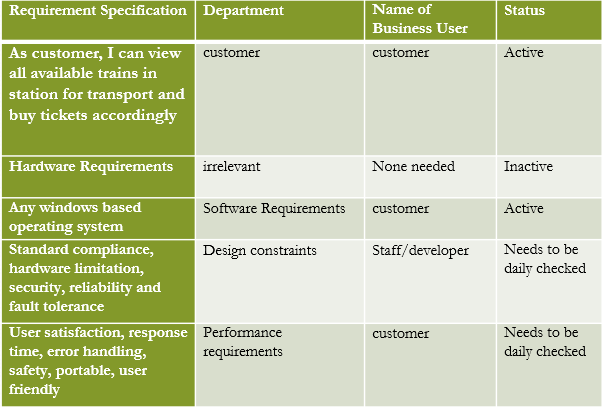 Requirement Specification
Department
Name of
Business User
Status
As customer, I can view
all available trains in
station for transport and
buy tickets accordingly
customer
customer
Active
Hardware Requirements
irrelevant
None needed
Inactive
Any windows based
operating system
Software Requirements
customer
Active
Standard compliance,
hardware limitation,
security, reliability and
fault tolerance
Design constraints
Staff/developer
Needs to be
daily checked
User satisfaction, response
time, error handling,
safety, portable, user
friendly
Performance
requirements
customer
Needs to be
daily checked